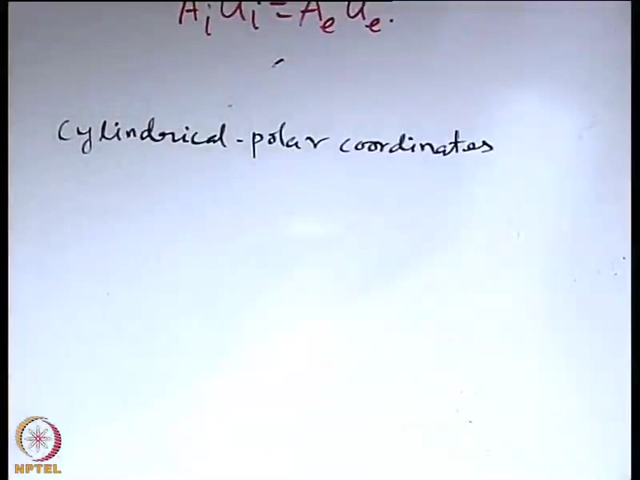 AᵢUᵢ = AₑUₑ.
Cylindrical-polar coordinates
NPTEL